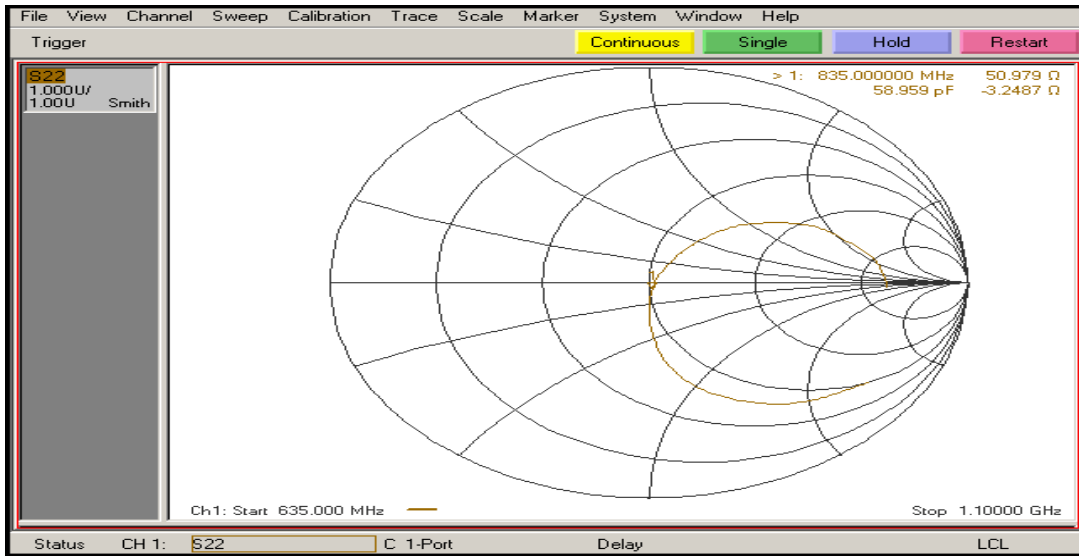 File View Channel Sweep Calibration Trace Scale Marker System Window Help
Trigger Continuous Single Hold Restart
S22
1.000U/
1.00U Smith
> 1: 835.000000 MHz 50.979 Ω
58.959 pF -3.2487 Ω
Ch1: Start 635.000 MHz Stop 1.10000 GHz
Status CH 1: S22 C 1-Port Delay LCL